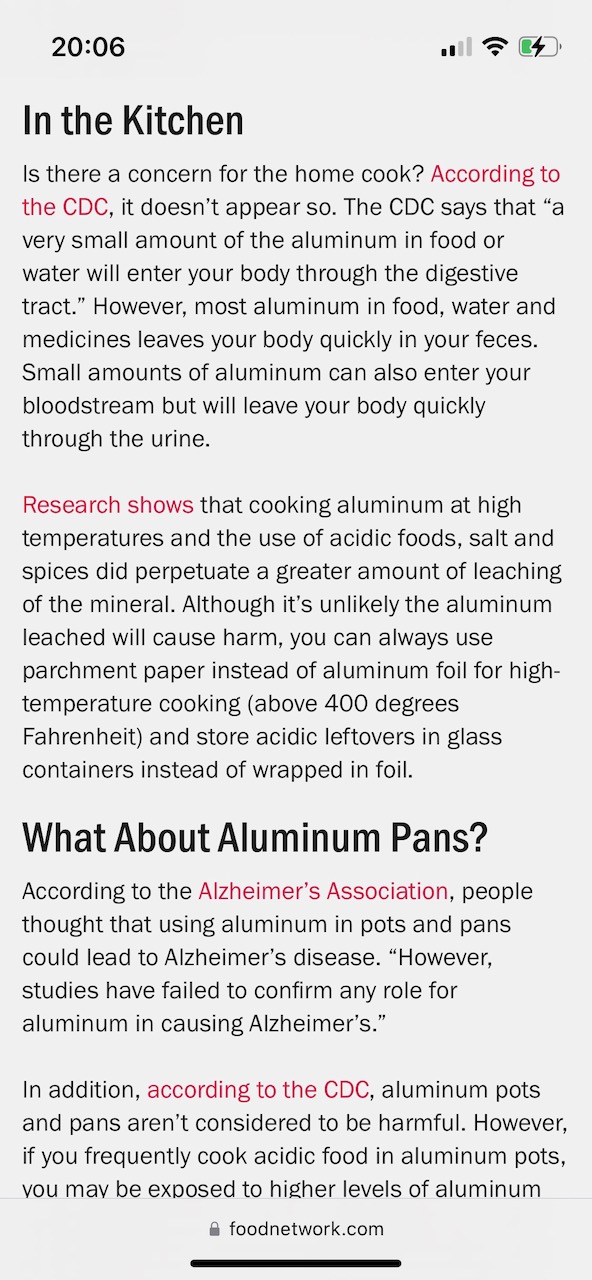 20:06
In the Kitchen
Is there a concern for the home cook? According to
the CDC, it doesn’t appear so. The CDC says that “a
very small amount of the aluminum in food or
water will enter your body through the digestive
tract.” However, most aluminum in food, water and
medicines leaves your body quickly in your feces.
Small amounts of aluminum can also enter your
bloodstream but will leave your body quickly
through the urine.
Research shows that cooking aluminum at high
temperatures and the use of acidic foods, salt and
spices did perpetuate a greater amount of leaching
of the mineral. Although it’s unlikely the aluminum
leached will cause harm, you can always use
parchment paper instead of aluminum foil for high-
temperature cooking (above 400 degrees
Fahrenheit) and store acidic leftovers in glass
containers instead of wrapped in foil.
What About Aluminum Pans?
According to the Alzheimer’s Association, people
thought that using aluminum in pots and pans
could lead to Alzheimer’s disease. “However,
studies have failed to confirm any role for
aluminum in causing Alzheimer’s.”
In addition, according to the CDC, aluminum pots
and pans aren’t considered to be harmful. However,
if you frequently cook acidic food in aluminum pots,
you may be exposed to higher levels of aluminum
foodnetwork.com